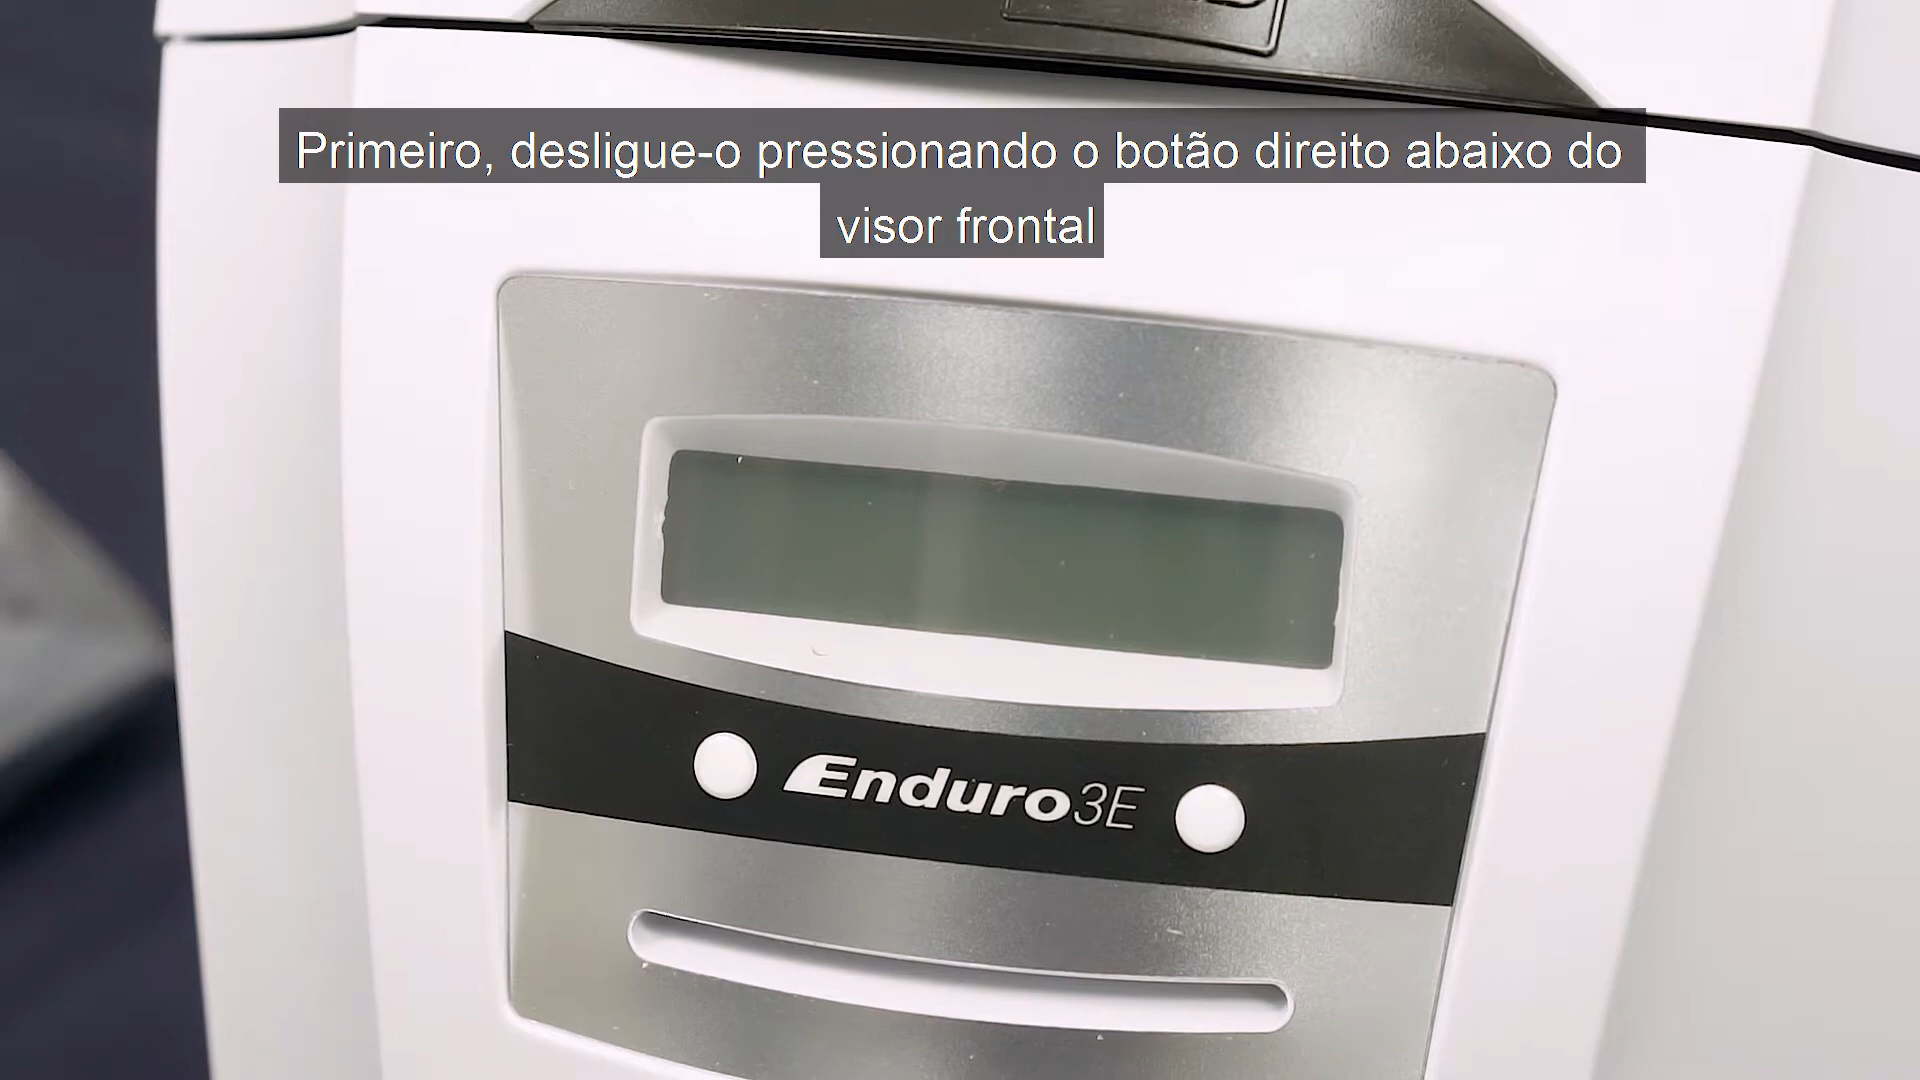 Primeiro, desligue-o pressionando o botão direito abaixo do
visor frontal
Enduro3E